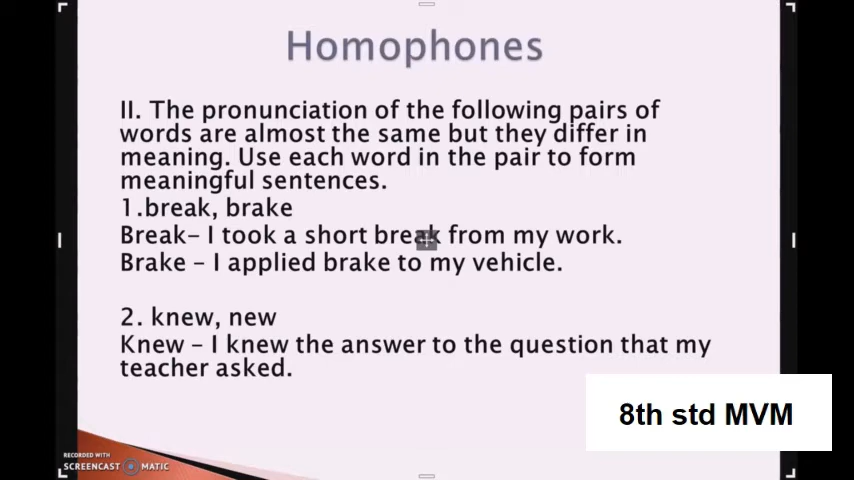 Homophones
II. The pronunciation of the following pairs of
words are almost the same but they differ in
meaning. Use each word in the pair to form
meaningful sentences.
1.break, brake
Break- I took a short break from my work.
Brake - I applied brake to my vehicle.
2. knew, new
Knew - I knew the answer to the question that my
teacher asked.
8th std MVM
RECORDED WITH
SCREENCAST MATIC